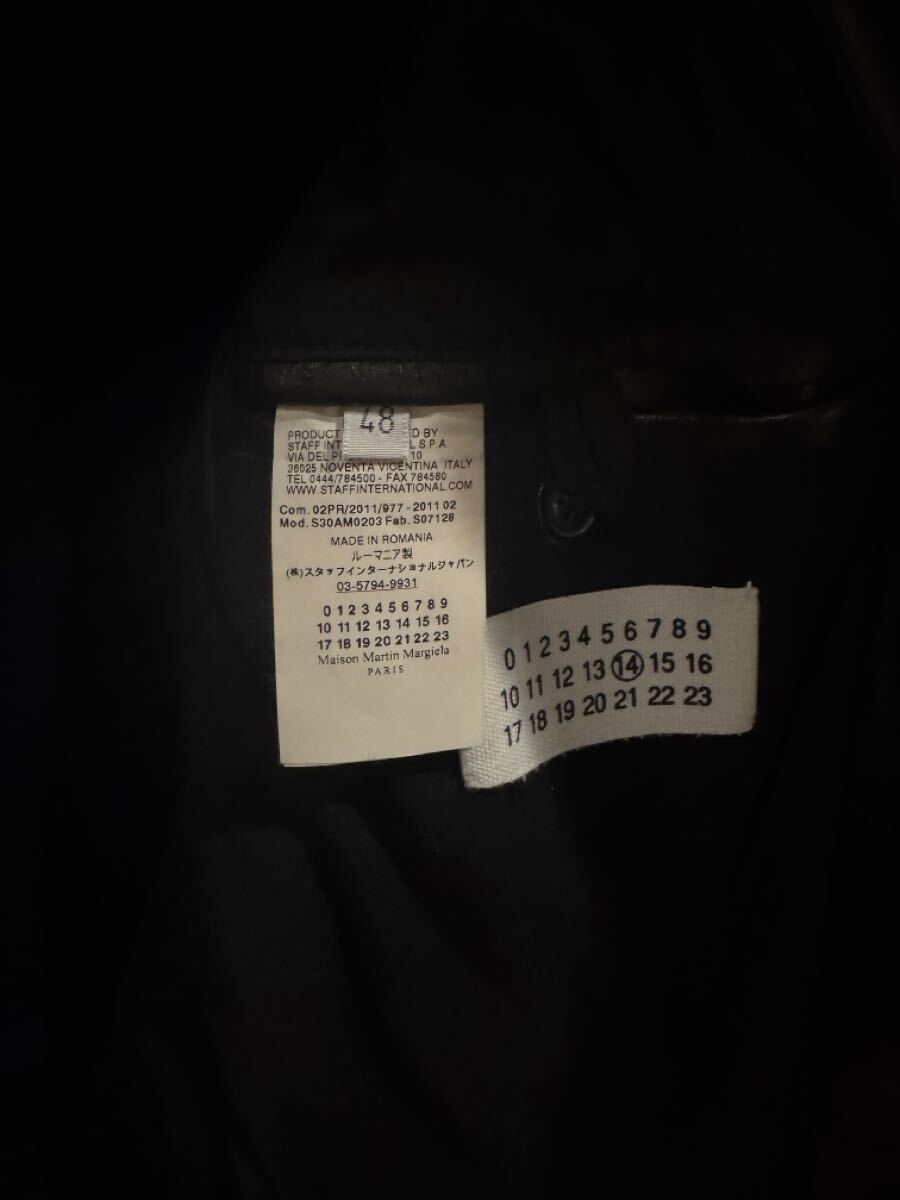 48
PRODUCT ED BY
STAFF INT L S.P.A
VIA DEL 10
36025 NOVENTA VICENTINA ITALY
TEL 0444/784500 - FAX 784580
WWW.STAFFINTERNATIONAL.COM
Com. 02PR/2011/977 - 2011 02
Mod. S30AM0203 Fab. S07128
MADE IN ROMANIA
ルーマニア製
(株)スタッフインターナショナルジャパン
03-5794-9931
0 1 2 3 4 5 6 7 8 9
10 11 12 13 14 15 16
17 18 19 20 21 22 23
Maison Martin Margiela
PARIS
0 1 2 3 4 5 6 7 8 9
10 11 12 13 14 15 16
17 18 19 20 21 22 23